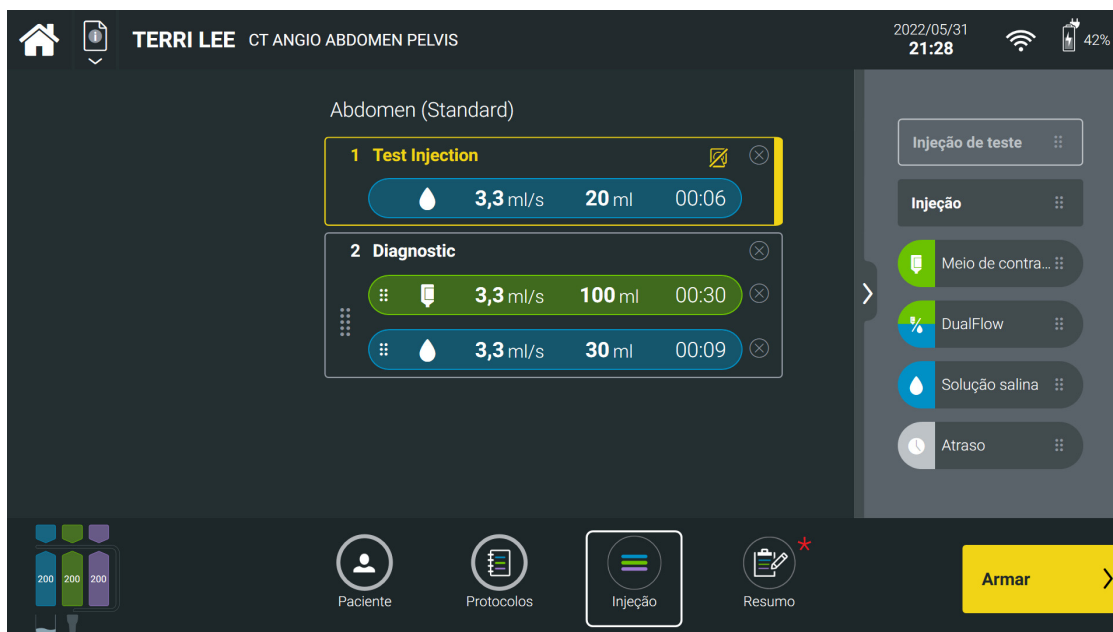 TERRI LEE CT ANGIO ABDOMEN PELVIS
2022/05/31
21:28
42%
Abdomen (Standard)
1 Test Injection
3,3 ml/s 20 ml 00:06
2 Diagnostic
3,3 ml/s 100 ml 00:30
3,3 ml/s 30 ml 00:09
Injeção de teste
Injeção
Meio de contra...
DualFlow
Solução salina
Atraso
200 200 200
Paciente
Protocolos
Injeção
Resumo
*
Armar